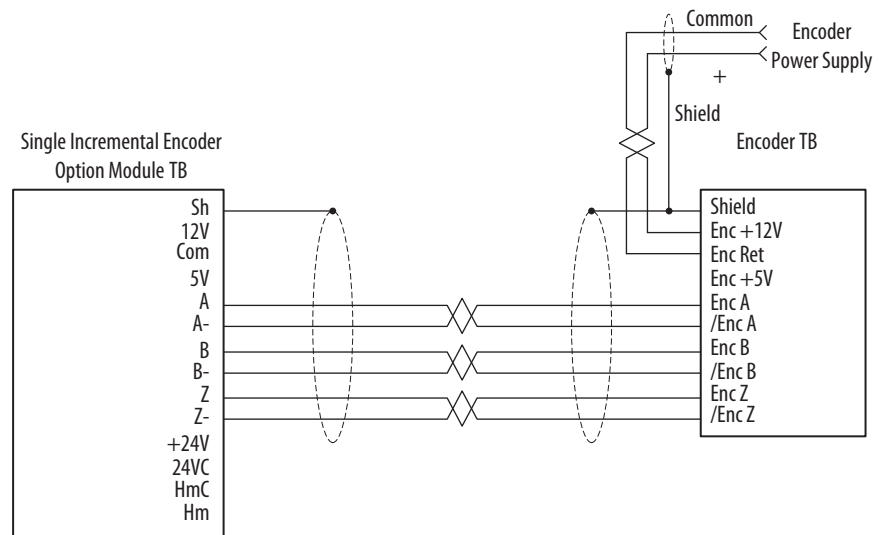 Common
Encoder
Power Supply
+
Shield
Single Incremental Encoder
Option Module TB
Encoder TB
Sh
12V
Com
5V
A
A-
B
B-
Z
Z-
+24V
24VC
HmC
Hm
Shield
Enc +12V
Enc Ret
Enc +5V
Enc A
/Enc A
Enc B
/Enc B
Enc Z
/Enc Z